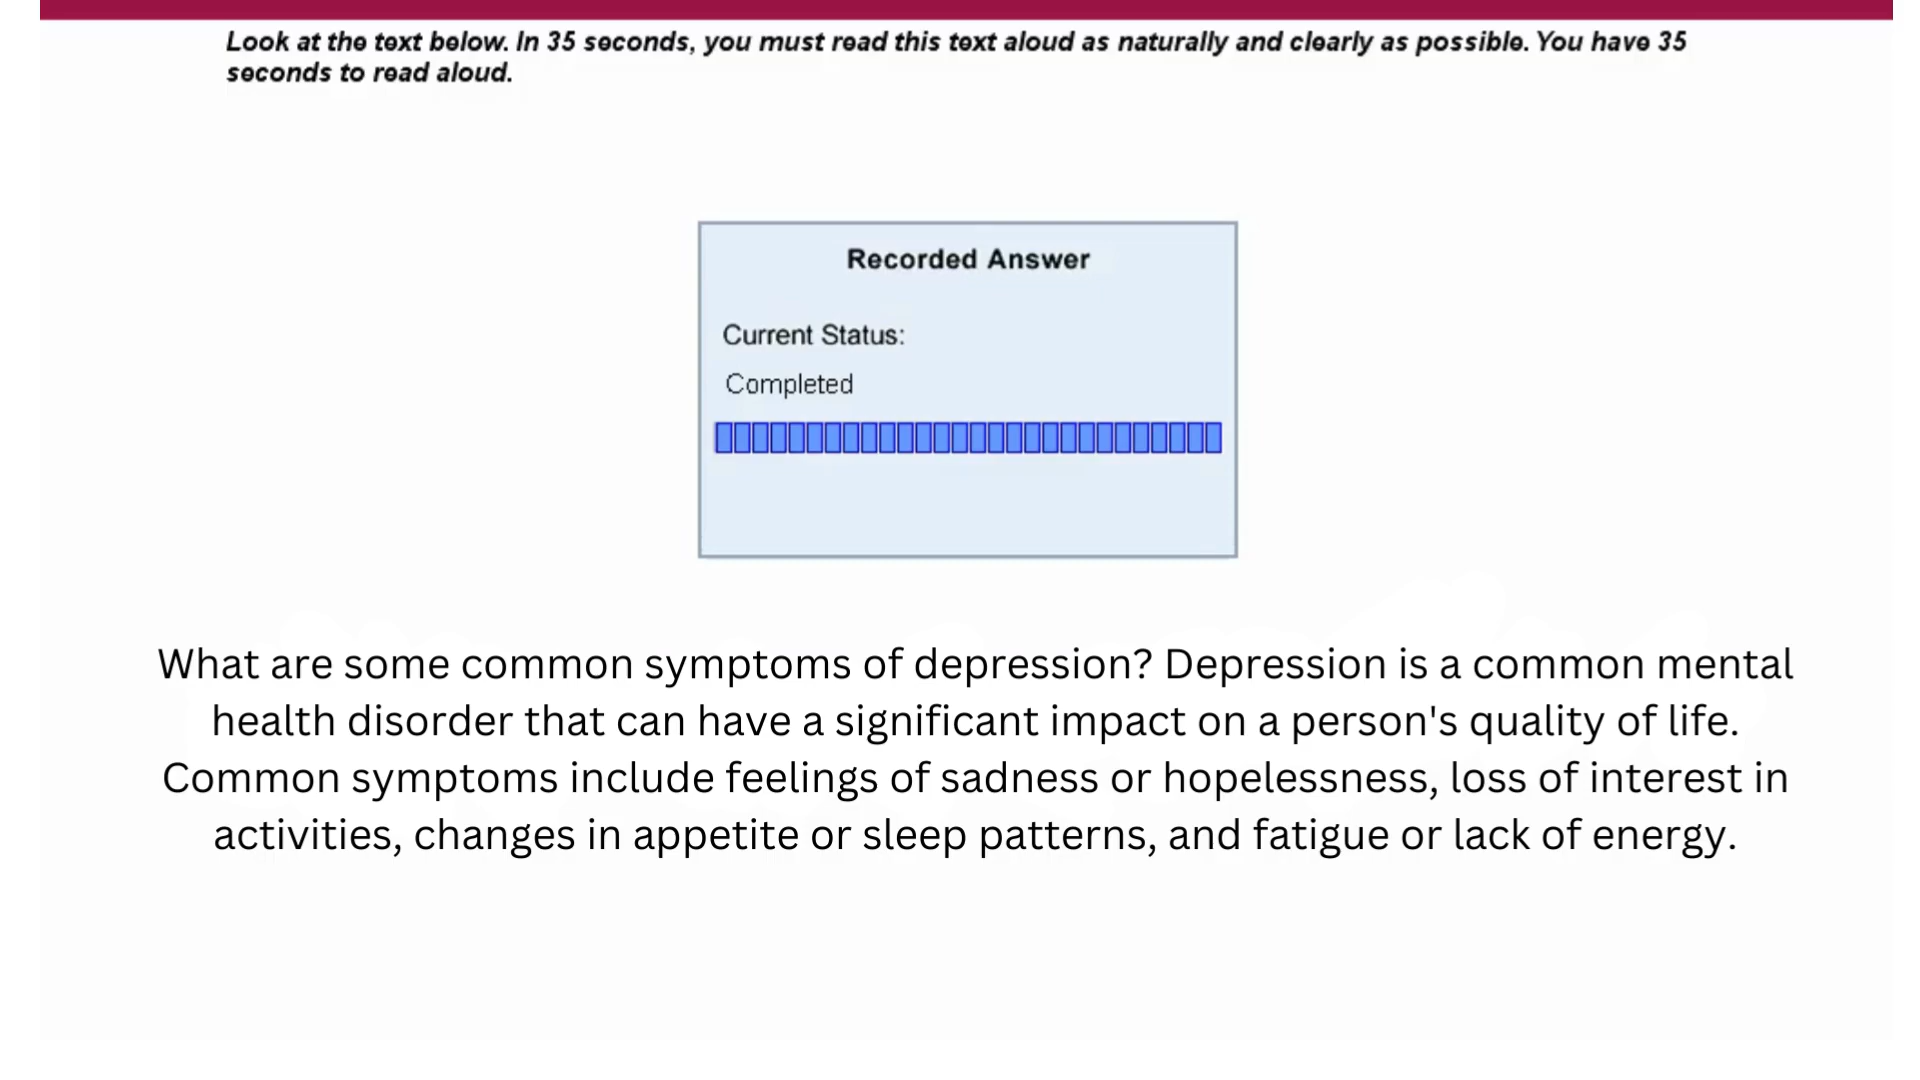 Look at the text below. In 35 seconds, you must read this text aloud as naturally and clearly as possible. You have 35
seconds to read aloud.
Recorded Answer
Current Status:
Completed
What are some common symptoms of depression? Depression is a common mental
health disorder that can have a significant impact on a person's quality of life.
Common symptoms include feelings of sadness or hopelessness, loss of interest in
activities, changes in appetite or sleep patterns, and fatigue or lack of energy.